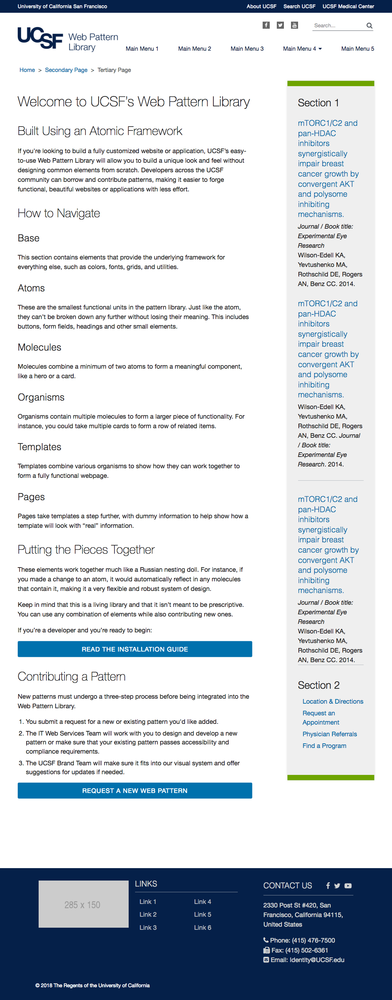 University of California San Francisco
About UCSF Search UCSF UCSF Medical Center
Search...
UCSF Web Pattern
Library
Main Menu 1 Main Menu 2 Main Menu 3 Main Menu 4 Main Menu 5
Home > Secondary Page > Tertiary Page
Welcome to UCSF’s Web Pattern Library
Built Using an Atomic Framework
If you're looking to build a fully customized website or application, UCSF’s easy-
to-use Web Pattern Library will allow you to build a unique look and feel without
designing common elements from scratch. Developers across the UCSF
community can borrow and contribute patterns, making it easier to forge
functional, beautiful websites or applications with less effort.
How to Navigate
Base
This section contains elements that provide the underlying framework for
everything else, such as colors, fonts, grids, and utilities.
Atoms
These are the smallest functional units in the pattern library. Just like the atom,
they can’t be broken down any further without losing their meaning. This includes
buttons, form fields, headings and other small elements.
Molecules
Molecules combine a minimum of two atoms to form a meaningful component,
like a hero or a card.
Organisms
Organisms contain multiple molecules to form a larger piece of functionality. For
instance, you could take multiple cards to form a row of related items.
Templates
Templates combine various organisms to show how they can work together to
form a fully functional webpage.
Pages
Pages take templates a step further, with dummy information to help show how a
template will look with “real” information.
Putting the Pieces Together
These elements work together much like a Russian nesting doll. For instance, if
you made a change to an atom, it would automatically reflect in any molecules
that contain it, making it a very flexible and robust system of design.
Keep in mind that this is a living library and that it isn’t meant to be prescriptive.
You can use any combination of elements while also contributing new ones.
If you’re a developer and you’re ready to begin:
READ THE INSTALLATION GUIDE
Contributing a Pattern
New patterns must undergo a three-step process before being integrated into the
Web Pattern Library.
1. You submit a request for a new or existing pattern you'd like added.
2. The IT Web Services Team will work with you to design and develop a new
pattern or make sure that your existing pattern passes accessibility and
compliance requirements.
3. The UCSF Brand Team will make sure it fits into our visual system and offer
suggestions for updates if needed.
REQUEST A NEW WEB PATTERN
Section 1
mTORC1/C2 and
pan-HDAC
inhibitors
synergistically
impair breast
cancer growth by
convergent AKT
and polysome
inhibiting
mechanisms.
Journal / Book title:
Experimental Eye
Research
Wilson-Edell KA,
Yevtushenko MA,
Rothschild DE, Rogers
AN, Benz CC. 2014.
mTORC1/C2 and
pan-HDAC
inhibitors
synergistically
impair breast
cancer growth by
convergent AKT
and polysome
inhibiting
mechanisms.
Wilson-Edell KA,
Yevtushenko MA,
Rothschild DE, Rogers
AN, Benz CC. Journal
/ Book title:
Experimental Eye
Research. 2014.
mTORC1/C2 and
pan-HDAC
inhibitors
synergistically
impair breast
cancer growth by
convergent AKT
and polysome
inhibiting
mechanisms.
Journal / Book title:
Experimental Eye
Research
Wilson-Edell KA,
Yevtushenko MA,
Rothschild DE, Rogers
AN, Benz CC. 2014.
Section 2
Location & Directions
Request an
Appointment
Physician Referrals
Find a Program
285 x 150
LINKS
Link 1
Link 2
Link 3
Link 4
Link 5
Link 6
CONTACT US
2330 Post St #420, San
Francisco, California 94115,
United States
Phone: (415) 476-7500
Fax: (415) 502-6361
Email: Identity@UCSF.edu
© 2018 The Regents of the University of California